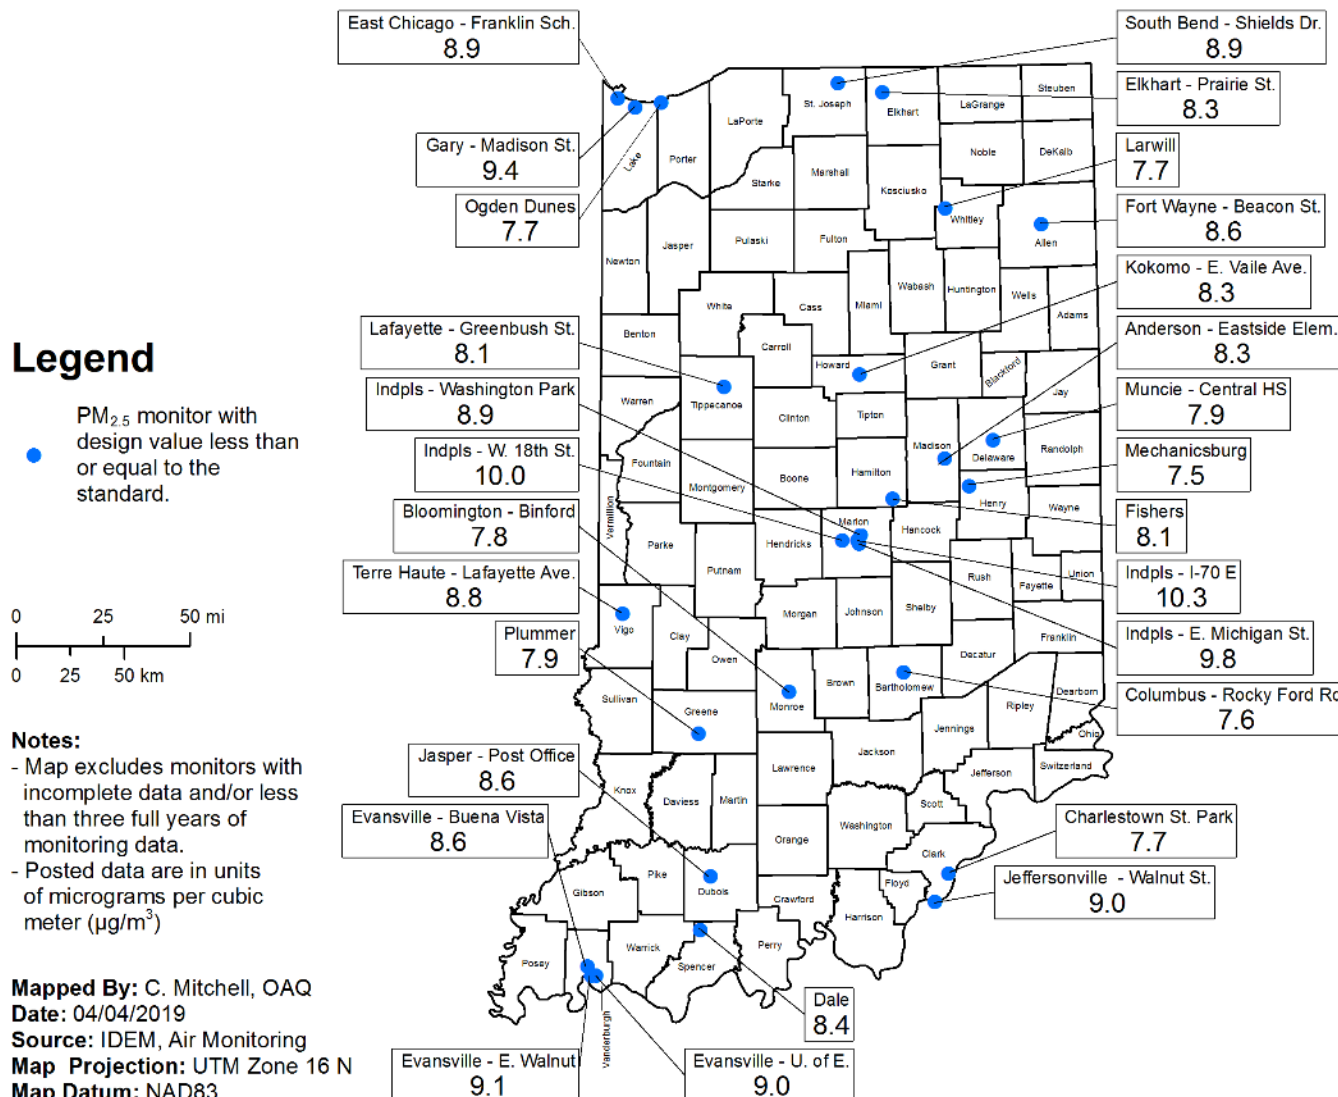 East Chicago - Franklin Sch.
8.9
South Bend - Shields Dr.
8.9
Elkhart - Prairie St.
8.3
Gary - Madison St.
9.4
Larwill
7.7
Ogden Dunes
7.7
Fort Wayne - Beacon St.
8.6
Kokomo - E. Vaile Ave.
8.3
Lafayette - Greenbush St.
8.1
Anderson - Eastside Elem.
8.3
Indpls - Washington Park
8.9
Muncie - Central HS
7.9
Indpls - W. 18th St.
10.0
Mechanicsburg
7.5
Bloomington - Binford
7.8
Fishers
8.1
Terre Haute - Lafayette Ave.
8.8
Indpls - I-70 E
10.3
Plummer
7.9
Indpls - E. Michigan St.
9.8
Columbus - Rocky Ford Rd
7.6
Jasper - Post Office
8.6
Evansville - Buena Vista
8.6
Charlestown St. Park
7.7
Jeffersonville - Walnut St.
9.0
Dale
8.4
Evansville - E. Walnut
9.1
Evansville - U. of E.
9.0
Lake
Porter
LaPorte
St. Joseph
Elkhart
LaGrange
Steuben
Noble
DeKalb
Starke
Marshall
Kosciusko
Whitley
Allen
Newton
Jasper
Pulaski
Fulton
White
Cass
Miami
Wabash
Huntington
Wells
Adams
Benton
Carroll
Howard
Grant
Blackford
Jay
Warren
Tippecanoe
Clinton
Tipton
Madison
Delaware
Randolph
Fountain
Montgomery
Boone
Hamilton
Henry
Wayne
Vermillion
Parke
Putnam
Hendricks
Marion
Hancock
Rush
Fayette
Union
Vigo
Clay
Owen
Morgan
Johnson
Shelby
Franklin
Decatur
Sullivan
Greene
Monroe
Brown
Bartholomew
Jennings
Ripley
Dearborn
Ohio
Knox
Daviess
Martin
Lawrence
Jackson
Jefferson
Switzerland
Scott
Orange
Washington
Clark
Floyd
Gibson
Pike
Dubois
Crawford
Harrison
Posey
Vanderburgh
Warrick
Spencer
Perry
Legend
PM2.5 monitor with
design value less than
or equal to the
standard.
0 25 50 mi
0 25 50 km
Notes:
- Map excludes monitors with
incomplete data and/or less
than three full years of
monitoring data.
- Posted data are in units
of micrograms per cubic
meter (µg/m³)
Mapped By: C. Mitchell, OAQ
Date: 04/04/2019
Source: IDEM, Air Monitoring
Map Projection: UTM Zone 16 N
Map Datum: NAD83